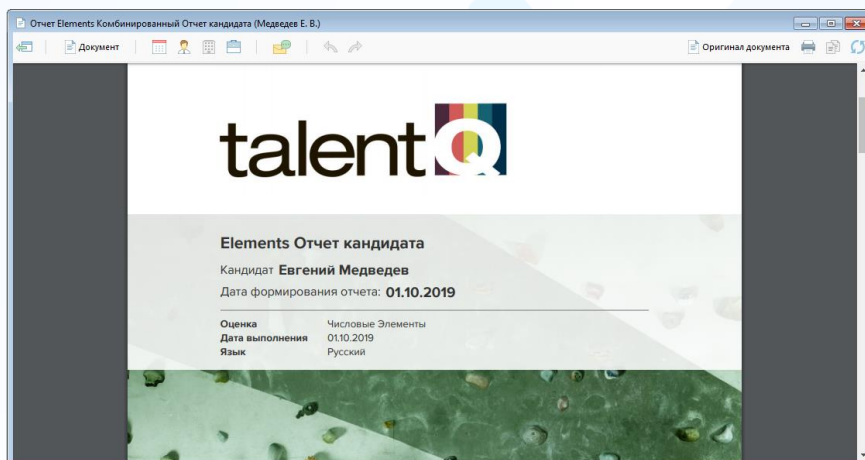 Отчет Elements Комбинированный Отчет кандидата (Медведев Е. В.)
Документ
Оригинал документа
talentQ
Elements Отчет кандидата
Кандидат Евгений Медведев
Дата формирования отчета: 01.10.2019
Оценка Числовые Элементы
Дата выполнения 01.10.2019
Язык Русский